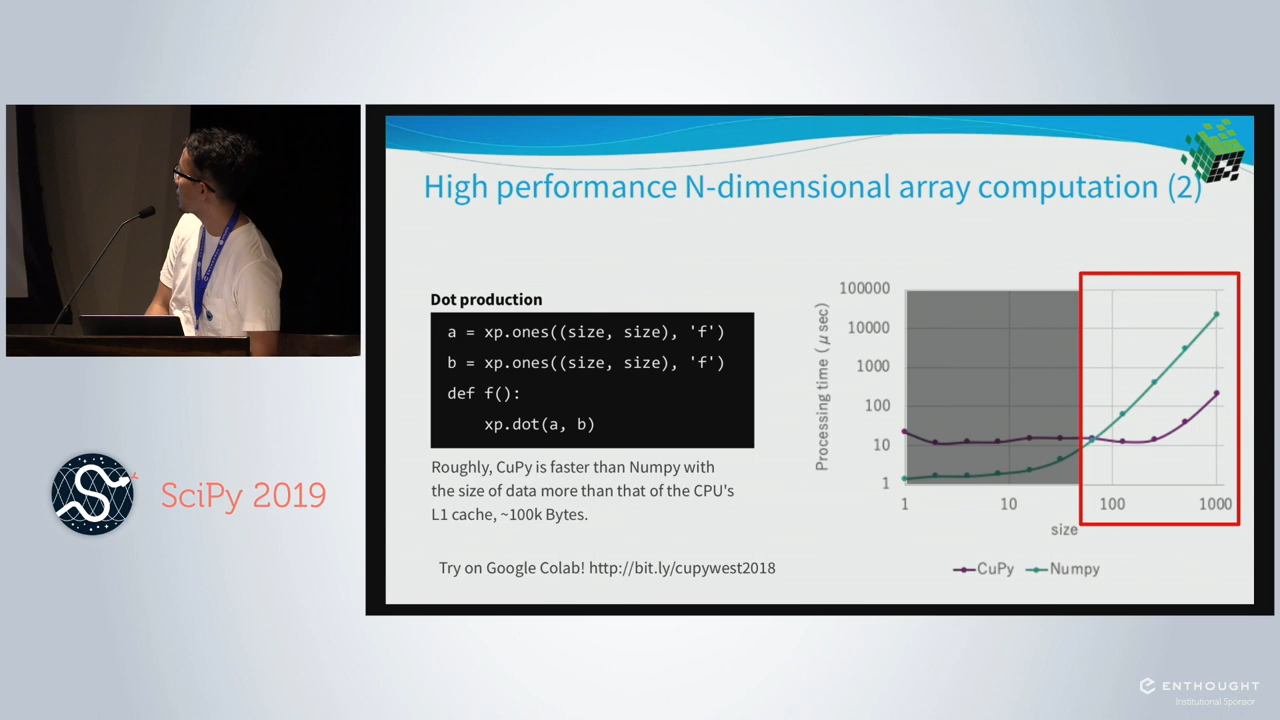 High performance N-dimensional array computation (2)
Dot production
a = xp.ones((size, size), 'f')
b = xp.ones((size, size), 'f')
def f():
xp.dot(a, b)
Roughly, CuPy is faster than Numpy with
the size of data more than that of the CPU's
L1 cache, ~100k Bytes.
Try on Google Colab! http://bit.ly/cupywest2018
Processing time (μsec)
100000
10000
1000
100
10
1
1 10 100 1000
size
CuPy Numpy
SciPy 2019
ENTHOUGHT
Institutional Sponsor